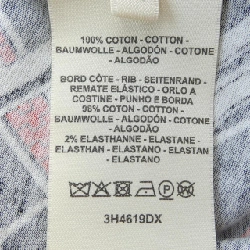 100% COTON - COTTON -
BAUMWOLLE - ALGODÓN - COTONE
- ALGODÃO
BORD CÔTE - RIB - SEITENRAND -
REMATE ELÁSTICO - ORLO A
COSTINE - PUNHO E BORDA
98% COTON - COTTON -
BAUMWOLLE - ALGODÓN - COTONE
- ALGODÃO
2% ELASTHANNE - ELASTANE -
ELASTHAN - ELASTANO - ELASTAN
- ELASTANO
3H4619DX